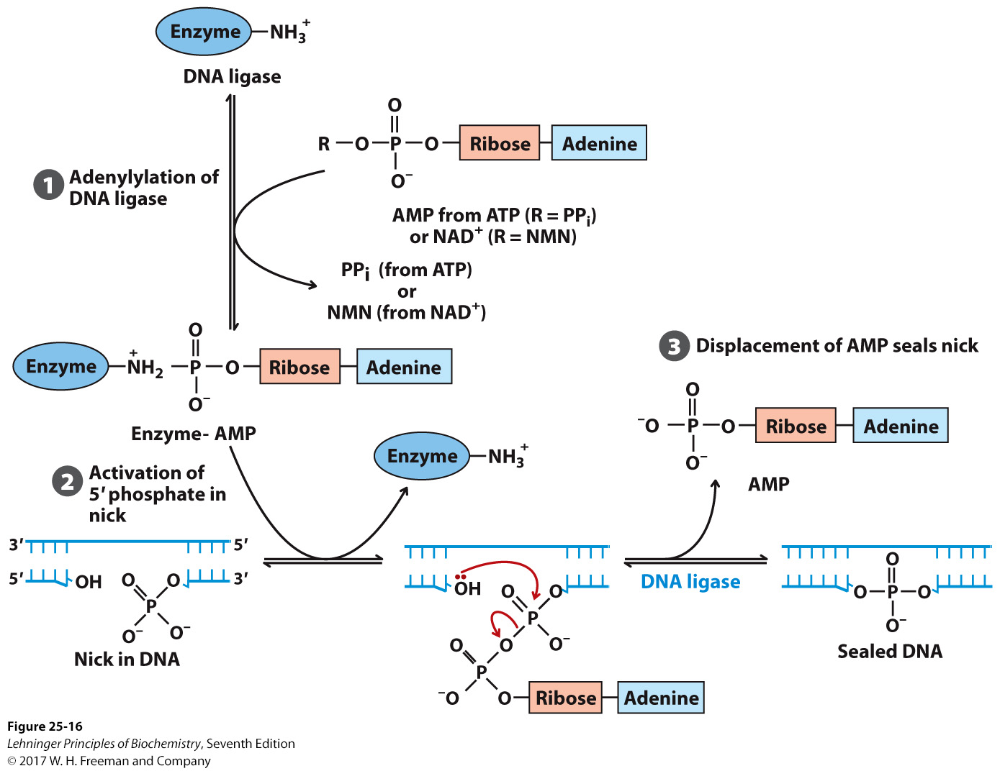 Enzyme NH3+
DNA ligase
O
R O P O Ribose Adenine
O−
1 Adenylylation of
DNA ligase
AMP from ATP (R = PPi)
or NAD+ (R = NMN)
PPi (from ATP)
or
NMN (from NAD+)
O
Enzyme +NH2 P O Ribose Adenine
O−
Enzyme- AMP
3 Displacement of AMP seals nick
O
−O P O Ribose Adenine
O−
AMP
Enzyme NH3+
2 Activation of
5′ phosphate in
nick
3′ 5′
5′ OH O O 3′
P
O− O−
Nick in DNA
OH O O
P
O O O−
P
−O O Ribose Adenine
DNA ligase
O
O P O
O−
Sealed DNA
Figure 25-16
Lehninger Principles of Biochemistry, Seventh Edition
© 2017 W. H. Freeman and Company